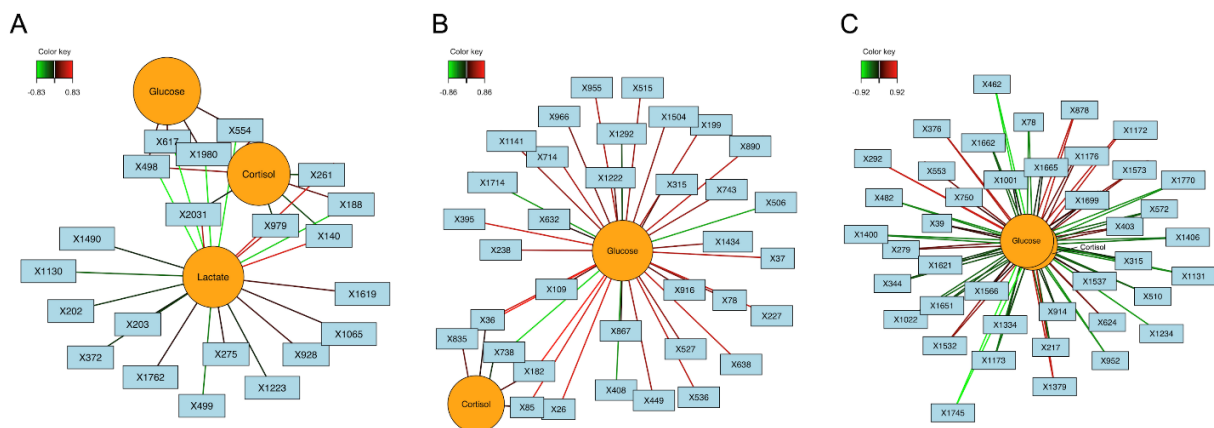 A
Color key
-0.83 0.83
Glucose
X554
X617
X1980
X498
Cortisol
X261
X188
X2031
X979
X140
X1490
Lactate
X1130
X1619
X202
X203
X1065
X372
X275
X928
X1762
X1223
X499
B
Color key
-0.86 0.86
X955
X515
X966
X1504
X199
X1292
X1141
X714
X890
X1222
X315
X743
X1714
X506
X395
X632
X238
Glucose
X1434
X37
X109
X916
X78
X227
X36
X835
X738
X867
X527
X182
X638
Cortisol
X85
X26
X408
X449
X536
C
Color key
-0.92 0.92
X462
X376
X78
X878
X1662
X1172
X292
X553
X1665
X1176
X1573
X1001
X1770
X482
X750
X1699
X572
X39
X403
X1400
Glucose
X1406
X279
Cortisol
X1621
X315
X1131
X344
X1566
X1537
X510
X1651
X1022
X914
X624
X1334
X1234
X1532
X217
X1173
X952
X1379
X1745